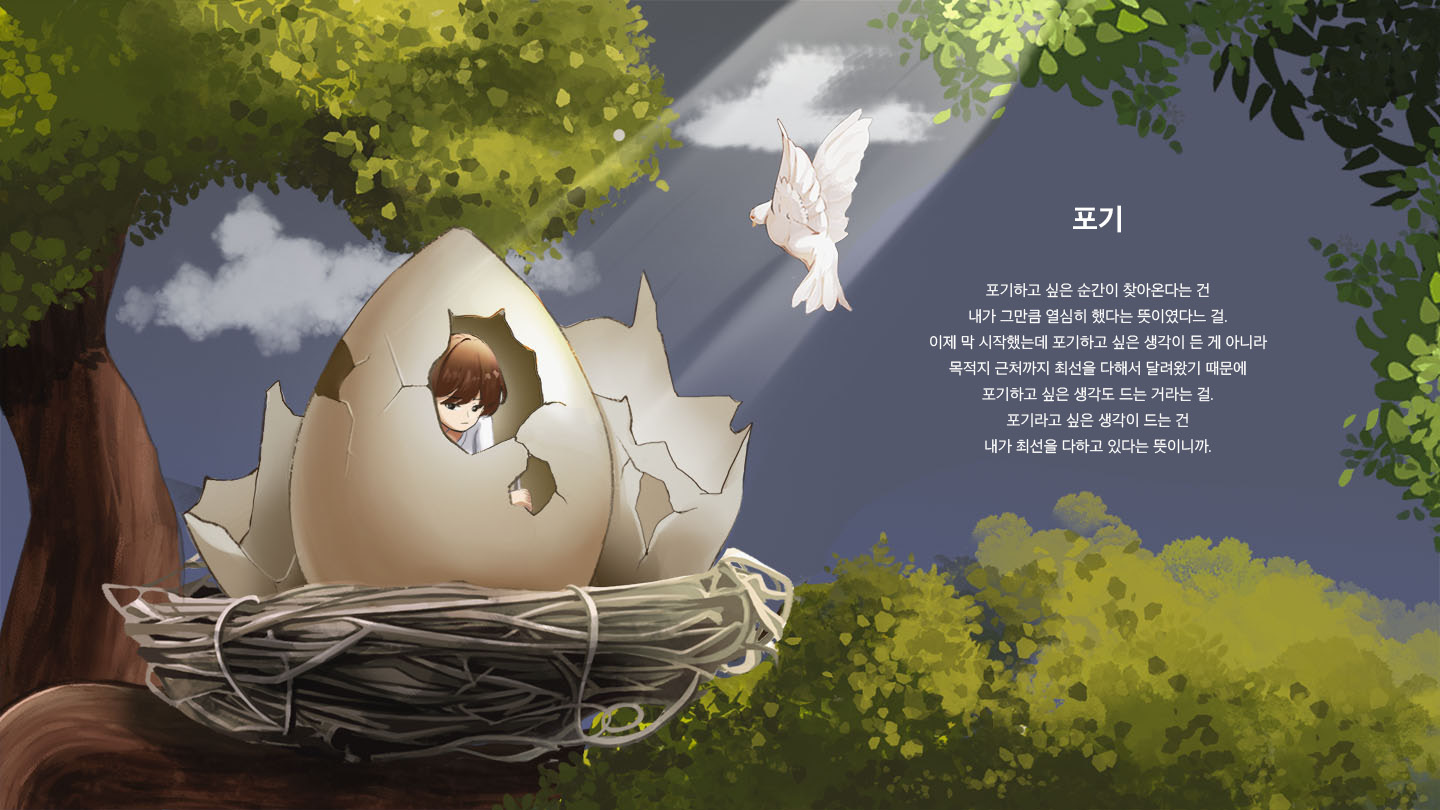 포기
포기하고 싶은 순간이 찾아온다는 건
내가 그만큼 열심히 했다는 뜻이였다느 걸.
이제 막 시작했는데 포기하고 싶은 생각이 든 게 아니라
목적지 근처까지 최선을 다해서 달려왔기 때문에
포기하고 싶은 생각도 드는 거라는 걸.
포기라고 싶은 생각이 드는 건
내가 최선을 다하고 있다는 뜻이니까.